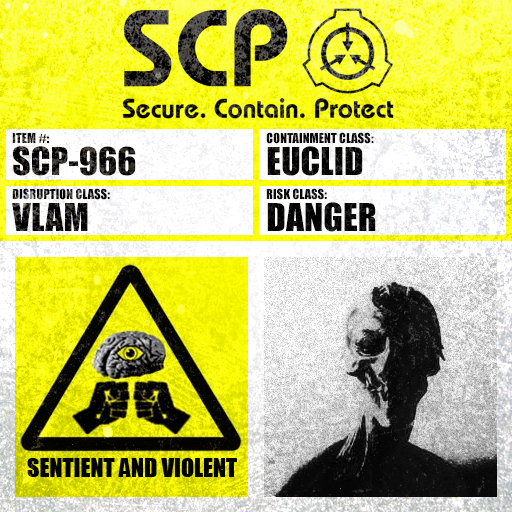 SCP
Secure. Contain. Protect
ITEM #:
SCP-966
CONTAINMENT CLASS:
EUCLID
DISRUPTION CLASS:
VLAM
RISK CLASS:
DANGER
SENTIENT AND VIOLENT